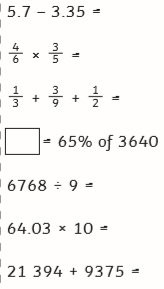 5.7 – 3.35 =
4/6 × 3/5 =
1/3 + 3/9 + 1/2 =
= 65% of 3640
6768 ÷ 9 =
64.03 × 10 =
21 394 + 9375 =